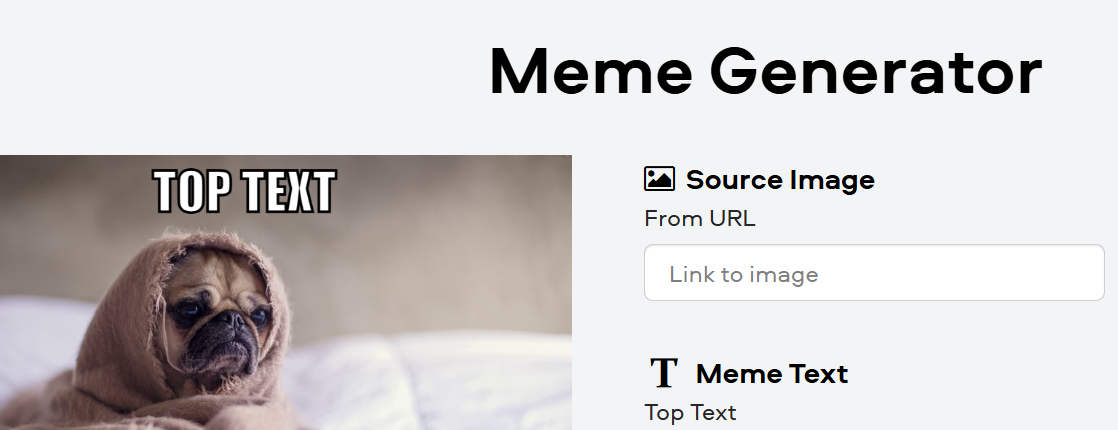 Meme Generator
TOP TEXT
Source Image
From URL
Link to image
Meme Text
Top Text